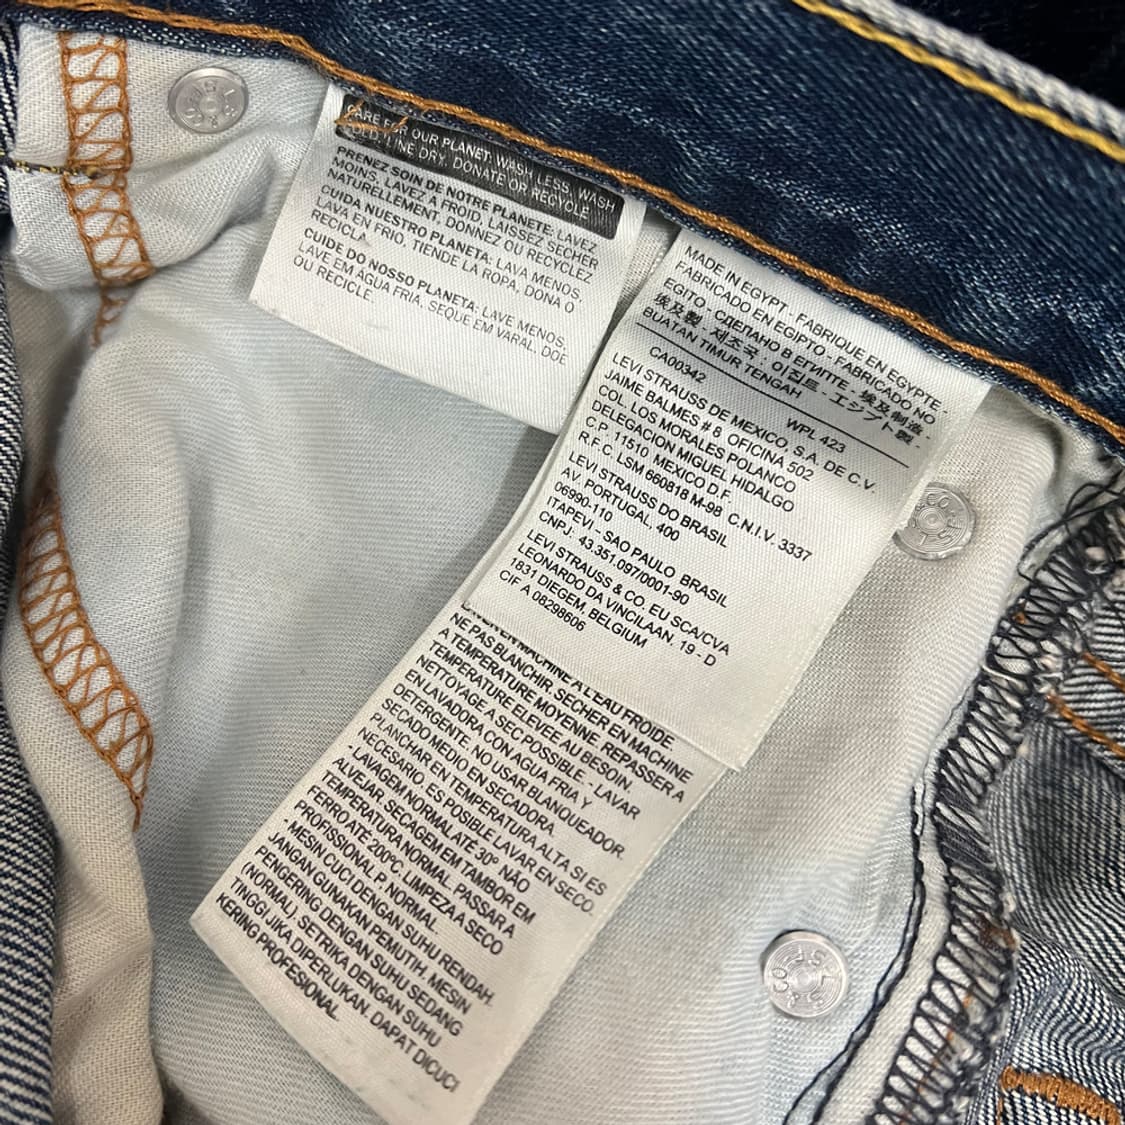 CARE FOR OUR PLANET: WASH LESS, WASH
COLD, LINE DRY, DONATE OR RECYCLE
PRENEZ SOIN DE NOTRE PLANETE: LAVEZ
MOINS, LAVEZ A FROID, LAISSEZ SECHER
NATURELLEMENT, DONNEZ OU RECYCLEZ
CUIDA NUESTRO PLANETA: LAVA MENOS,
LAVA EN FRIO, TIENDE LA ROPA, DONA O
RECICLA
CUIDE DO NOSSO PLANETA: LAVE MENOS,
LAVE EM AGUA FRIA, SEQUE EM VARAL, DOE
OU RECICLE.
MADE IN EGYPT - FABRIQUE EN EGYPTE -
FABRICADO EN EGIPTO - FABRICADO NO
EGITO - СДЕЛАНО В ЕГИПТЕ - 埃及制造 -
埃及製 - 제조국 : 이집트 - エジプト製 -
BUATAN TIMUR TENGAH
CA00342 WPL 423
LEVI STRAUSS DE MEXICO, S.A. DE C.V.
JAIME BALMES # 8, OFICINA 502
COL. LOS MORALES POLANCO
DELEGACION MIGUEL HIDALGO
C.P. 11510 MEXICO D.F.
R.F.C. LSM 660818 M-98 C.N.I.V. 3337
LEVI STRAUSS DO BRASIL
AV. PORTUGAL, 400
06990-110
ITAPEVI - SAO PAULO BRASIL
CNPJ: 43.351.097/0001-90
LEVI STRAUSS & CO. EU SCA/CVA
LEONARDO DA VINCILAAN, 19 - D
1831 DIEGEM, BELGIUM
CIF A 08298606
EN MACHINE A L'EAU FROIDE
NE PAS BLANCHIR. SECHER EN MACHINE
A TEMPERATURE MOYENNE. REPASSER A
TEMPERATURE ELEVEE AU BESOIN.
NETTOYAGE A SEC POSSIBLE. - LAVAR
EN LAVADORA CON AGUA FRIA Y
DETERGENTE. NO USAR BLANQUEADOR.
SECADO MEDIO EN SECADORA.
PLANCHAR EN TEMPERATURA ALTA SI ES
NECESARIO. ES POSIBLE LAVAR EN SECO.
- LAVAGEM NORMAL ATÉ 30° NÃO
ALVEJAR. SECAGEM EM TAMBOR EM
TEMPERATURA NORMAL. PASSAR A
FERRO ATÉ 200°C. LIMPEZA A SECO
PROFISSIONAL P. NORMAL.
- MESIN CUCI DENGAN SUHU RENDAH.
JANGAN GUNAKAN PEMUTIH. MESIN
PENGERING DENGAN SUHU SEDANG
(NORMAL). SETRIKA DENGAN SUHU
TINGGI JIKA DIPERLUKAN. DAPAT DICUCI
KERING PROFESIONAL